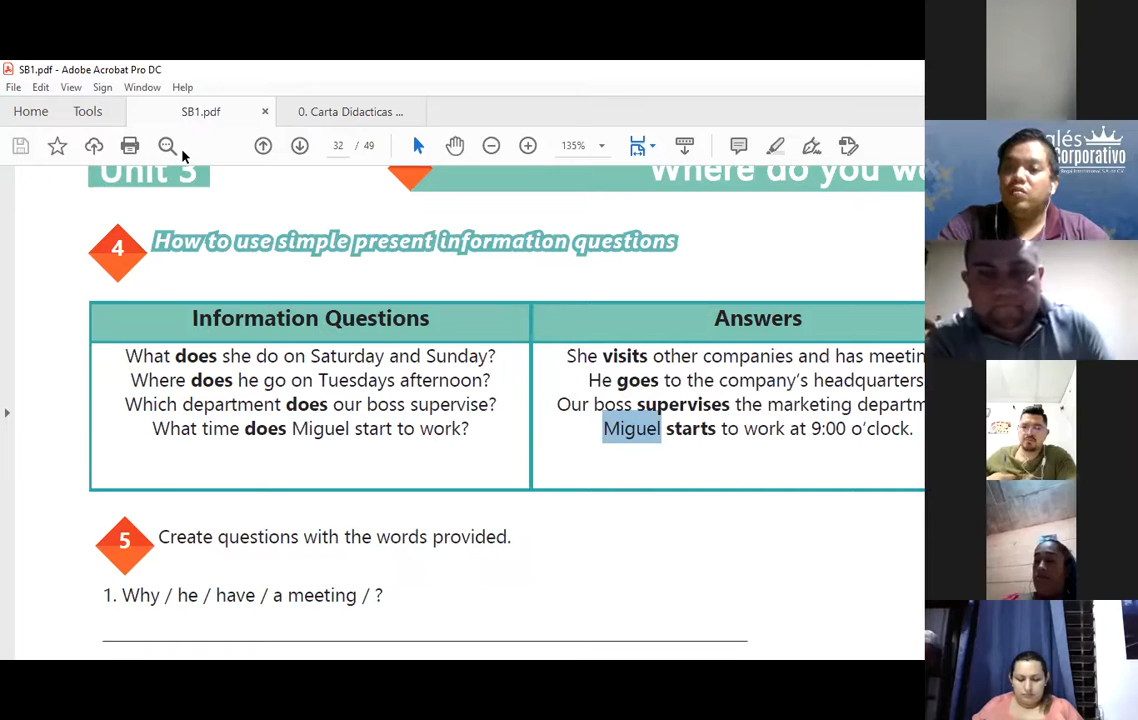 SB1.pdf - Adobe Acrobat Pro DC
File Edit View Sign Window Help
Home Tools SB1.pdf × 0. Carta Didacticas ...
32 / 49 135%
Unit 3 Where do you wo
4 How to use simple present information questions
Information Questions Answers
What does she do on Saturday and Sunday? She visits other companies and has meetin
Where does he go on Tuesdays afternoon? He goes to the company's headquarters
Which department does our boss supervise? Our boss supervises the marketing departm
What time does Miguel start to work? Miguel starts to work at 9:00 o'clock.
5 Create questions with the words provided.
1. Why / he / have / a meeting / ?
glés
corporativo